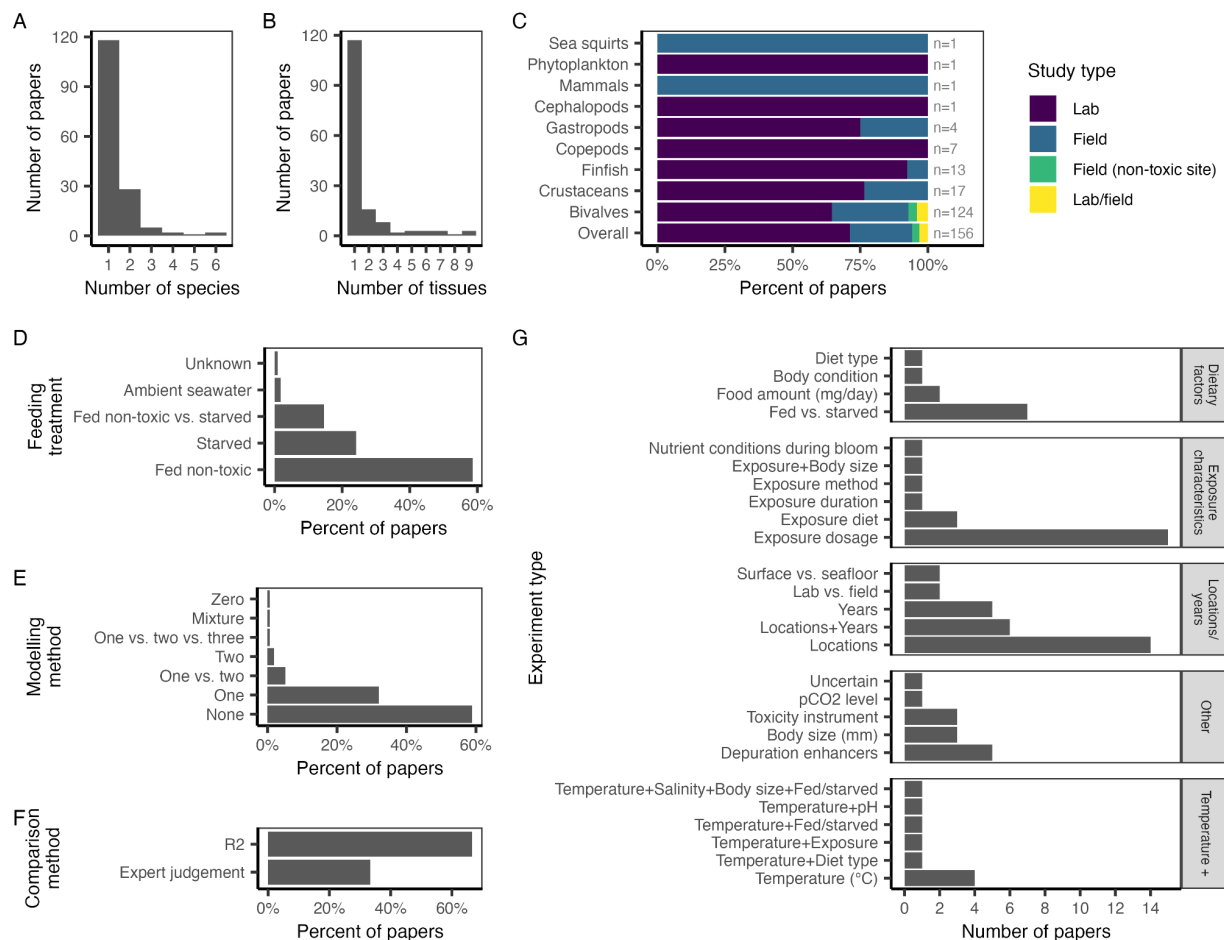 A
Number of papers
120
90
60
30
0
1 2 3 4 5 6
Number of species
B
Number of papers
120
90
60
30
0
1 2 3 4 5 6 7 8 9
Number of tissues
C
Sea squirts
Phytoplankton
Mammals
Cephalopods
Gastropods
Copepods
Finfish
Crustaceans
Bivalves
Overall
n=1
n=1
n=1
n=1
n=4
n=7
n=13
n=17
n=124
n=156
0% 25% 50% 75% 100%
Percent of papers
Study type
Lab
Field
Field (non-toxic site)
Lab/field
D
Feeding
treatment
Unknown
Ambient seawater
Fed non-toxic vs. starved
Starved
Fed non-toxic
0% 20% 40% 60%
Percent of papers
E
Modelling
method
Zero
Mixture
One vs. two vs. three
Two
One vs. two
One
None
0% 20% 40% 60%
Percent of papers
F
Comparison
method
R2
Expert judgement
0% 20% 40% 60%
Percent of papers
G
Experiment type
Diet type
Body condition
Food amount (mg/day)
Fed vs. starved
Dietary
factors
Nutrient conditions during bloom
Exposure+Body size
Exposure method
Exposure duration
Exposure diet
Exposure dosage
Exposure
characteristics
Surface vs. seafloor
Lab vs. field
Years
Locations+Years
Locations
Locations/
years
Uncertain
pCO2 level
Toxicity instrument
Body size (mm)
Depuration enhancers
Other
Temperature+Salinity+Body size+Fed/starved
Temperature+pH
Temperature+Fed/starved
Temperature+Exposure
Temperature+Diet type
Temperature (°C)
Temperature +
0 2 4 6 8 10 12 14
Number of papers